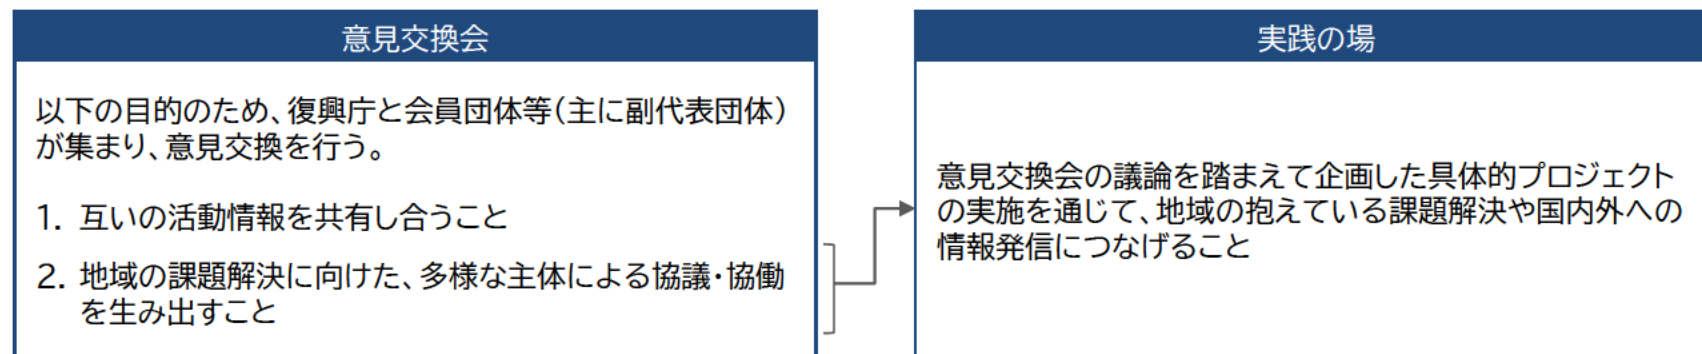 意見交換会
以下の目的のため、復興庁と会員団体等(主に副代表団体)
が集まり、意見交換を行う。
1. 互いの活動情報を共有し合うこと
2. 地域の課題解決に向けた、多様な主体による協議・協働
を生み出すこと
実践の場
意見交換会の議論を踏まえて企画した具体的プロジェクト
の実施を通じて、地域の抱えている課題解決や国内外への
情報発信につなげること